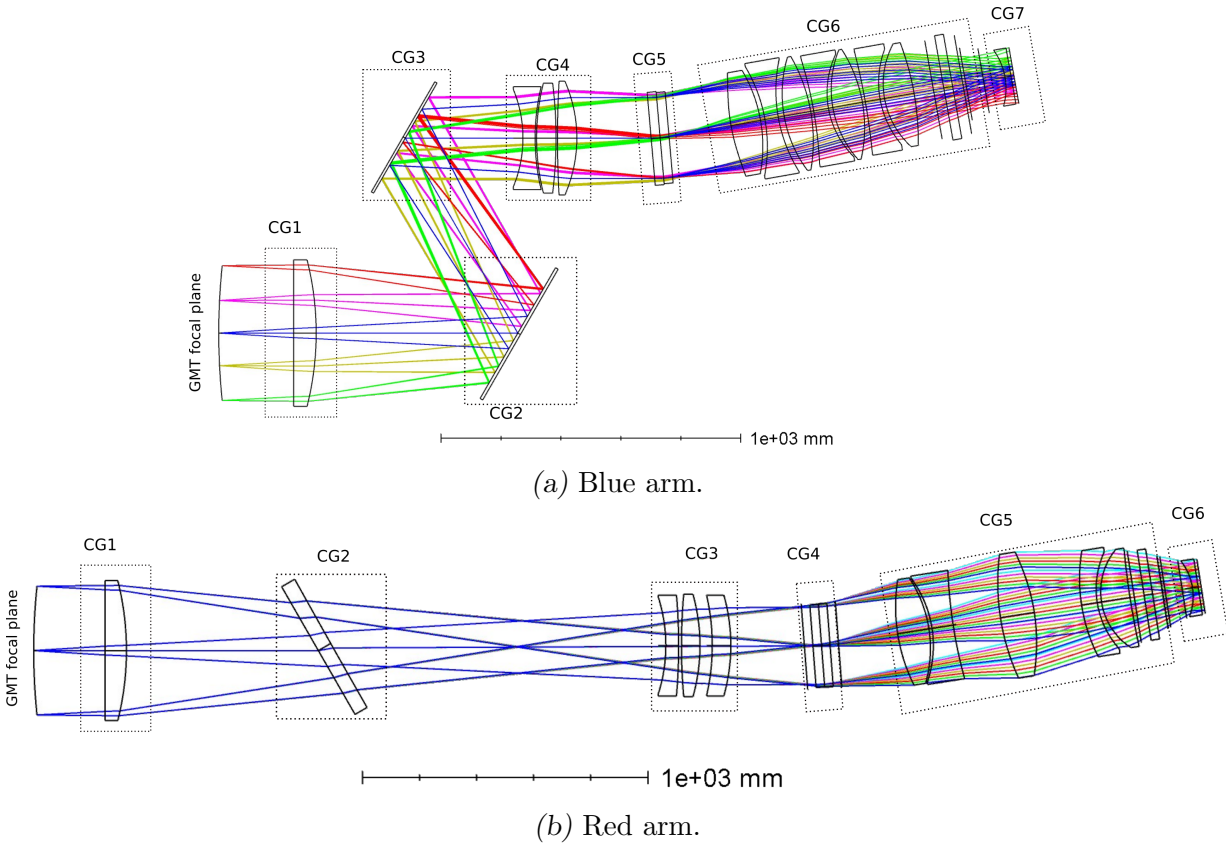 CG7
CG6
CG3
CG4
CG5
CG1
GMT focal plane
CG2
1e+03 mm
(a) Blue arm.
CG6
CG5
CG1
CG2
CG3
CG4
GMT focal plane
1e+03 mm
(b) Red arm.